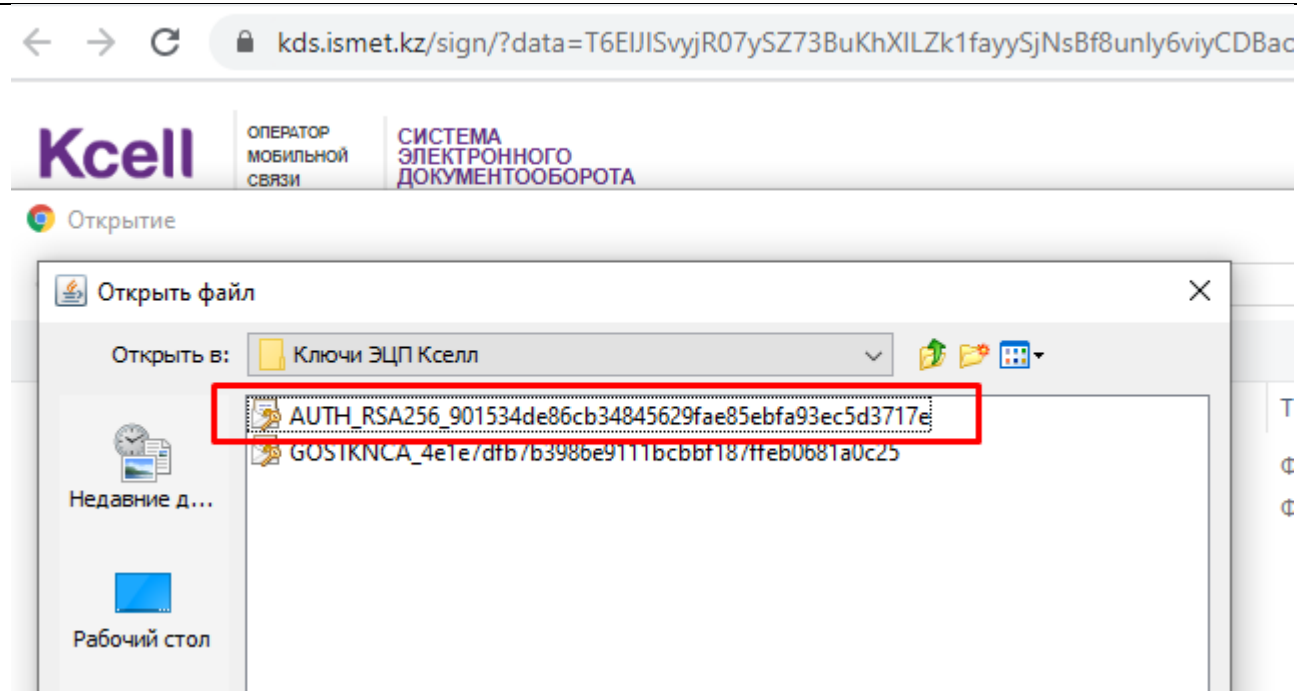 kds.ismet.kz/sign/?data=T6EIJISvyjR07ySZ73BuKhXILZk1fayySjNsBf8unly6viyCDBac
Kcell
ОПЕРАТОР
МОБИЛЬНОЙ
СВЯЗИ
СИСТЕМА
ЭЛЕКТРОННОГО
ДОКУМЕНТООБОРОТА
Открытие
Открыть файл
Открыть в:
Ключи ЭЦП Кселл
AUTH_RSA256_901534de86cb34845629fae85ebfa93ec5d3717e
GOSTKNCA_4e1e7dfb7b3986e9111bcbbf187ffeb0681a0c25
Недавние д...
Рабочий стол